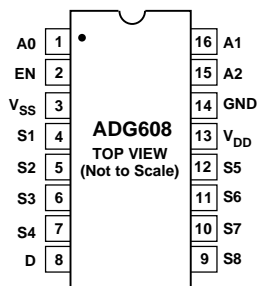 A0 1 16 A1
EN 2 15 A2
VSS 3 14 GND
S1 4 13 VDD
S2 5 12 S5
S3 6 11 S6
S4 7 10 S7
D 8 9 S8
ADG608
TOP VIEW
(Not to Scale)